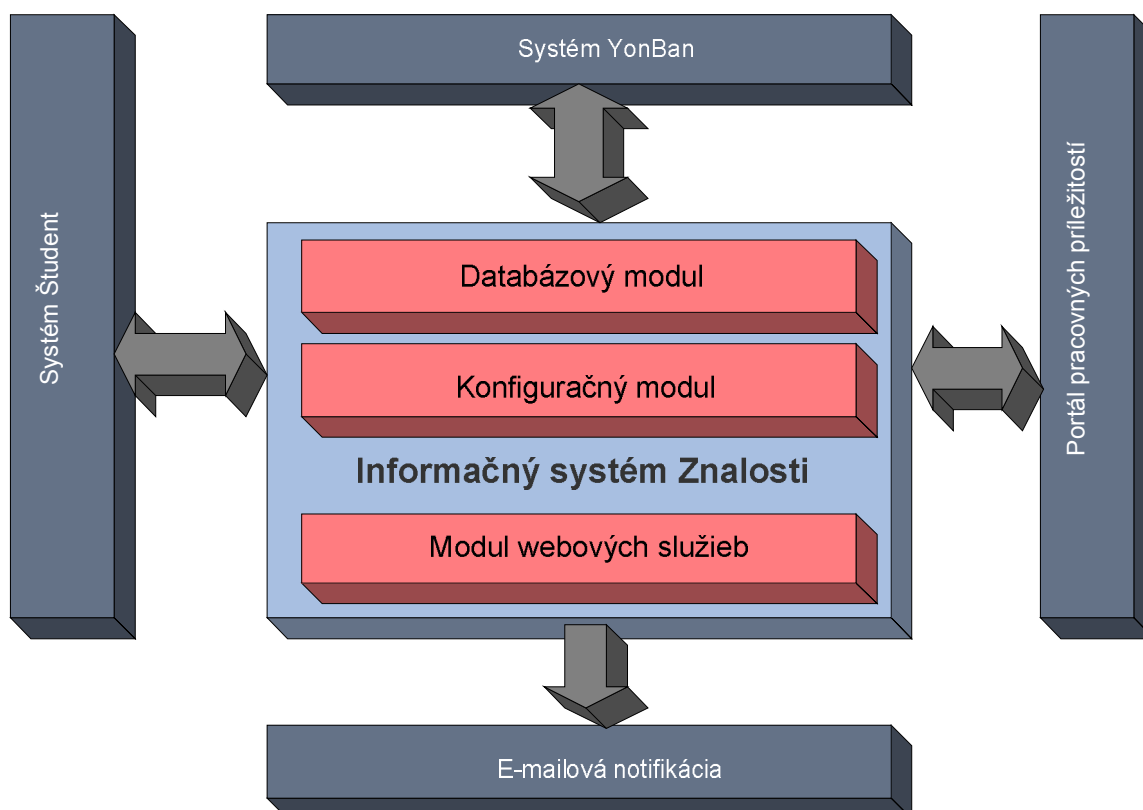 Systém YonBan
Systém Študent
Databázový modul
Konfiguračný modul
Informačný systém Znalosti
Modul webových služieb
Portál pracovných príležitostí
E-mailová notifikácia